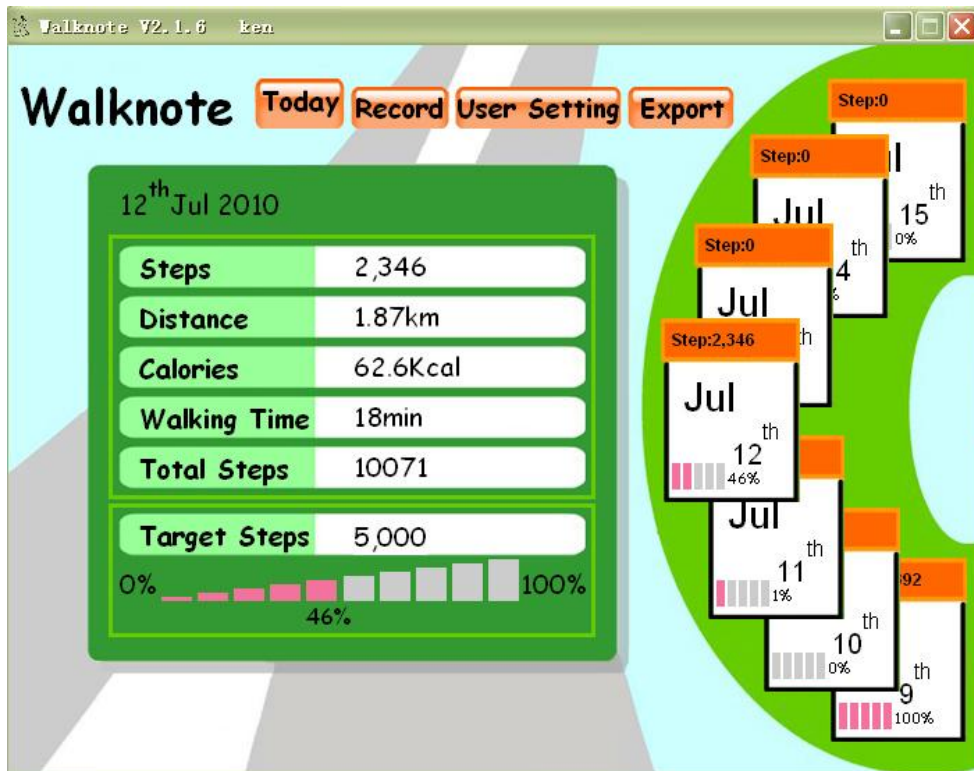 Walknote V2.1.6 ken
Walknote
Today
Record
User Setting
Export
12th Jul 2010
Steps 2,346
Distance 1.87km
Calories 62.6Kcal
Walking Time 18min
Total Steps 10071
Target Steps 5,000
0%
100%
46%
Step:0
15th
0%
Step:0
Jul
th
Step:0
Jul
th
Step:2,346
Jul
12th
46%
Jul
11th
1%
10th
0%
9th
100%